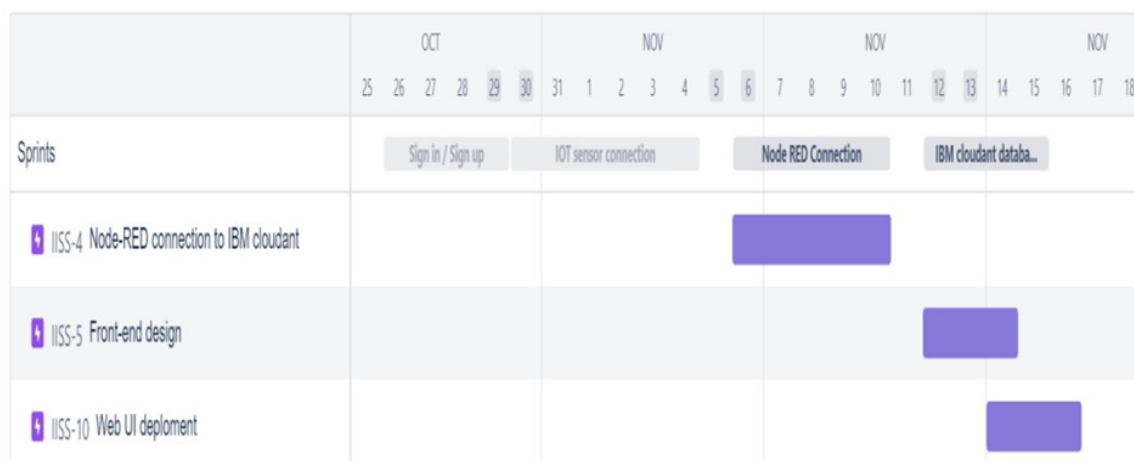 OCT NOV NOV NOV
25 26 27 28 29 30 31 1 2 3 4 5 6 7 8 9 10 11 12 13 14 15 16 17 18
Sprints Sign in / Sign up IOT sensor connection Node RED Connection IBM cloudant databa...
IISS-4 Node-RED connection to IBM cloudant
IISS-5 Front-end design
IISS-10 Web UI deploment